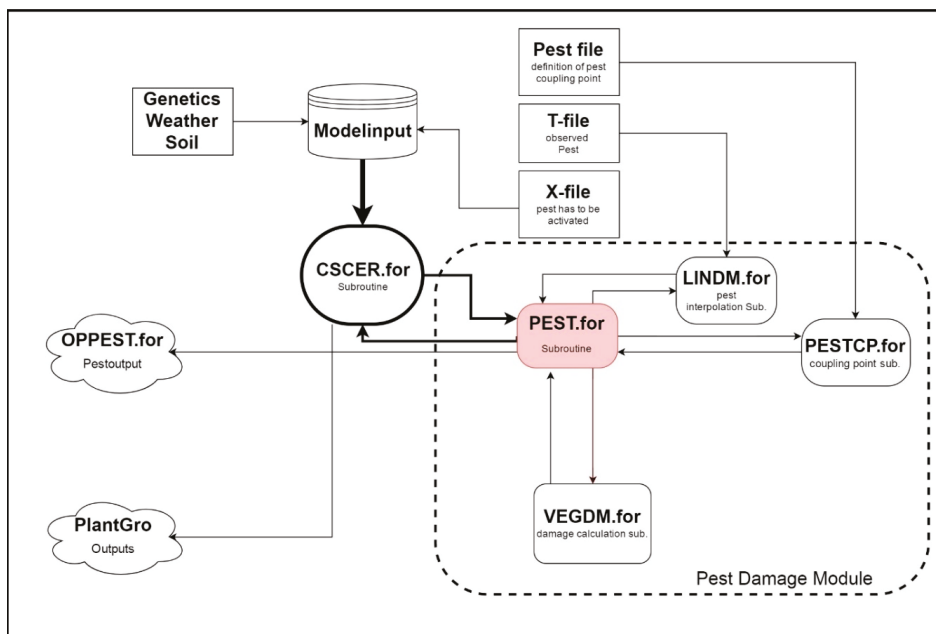 Pest file
definition of pest
coupling point
Genetics
Weather
Soil
Modelinput
T-file
observed
Pest
X-file
pest has to be
activated
CSCER.for
Subroutine
LINDM.for
pest
interpolation Sub.
PEST.for
Subroutine
OPPEST.for
Pestoutput
PESTCP.for
coupling point sub.
PlantGro
Outputs
VEGDM.for
damage calculation sub.
Pest Damage Module